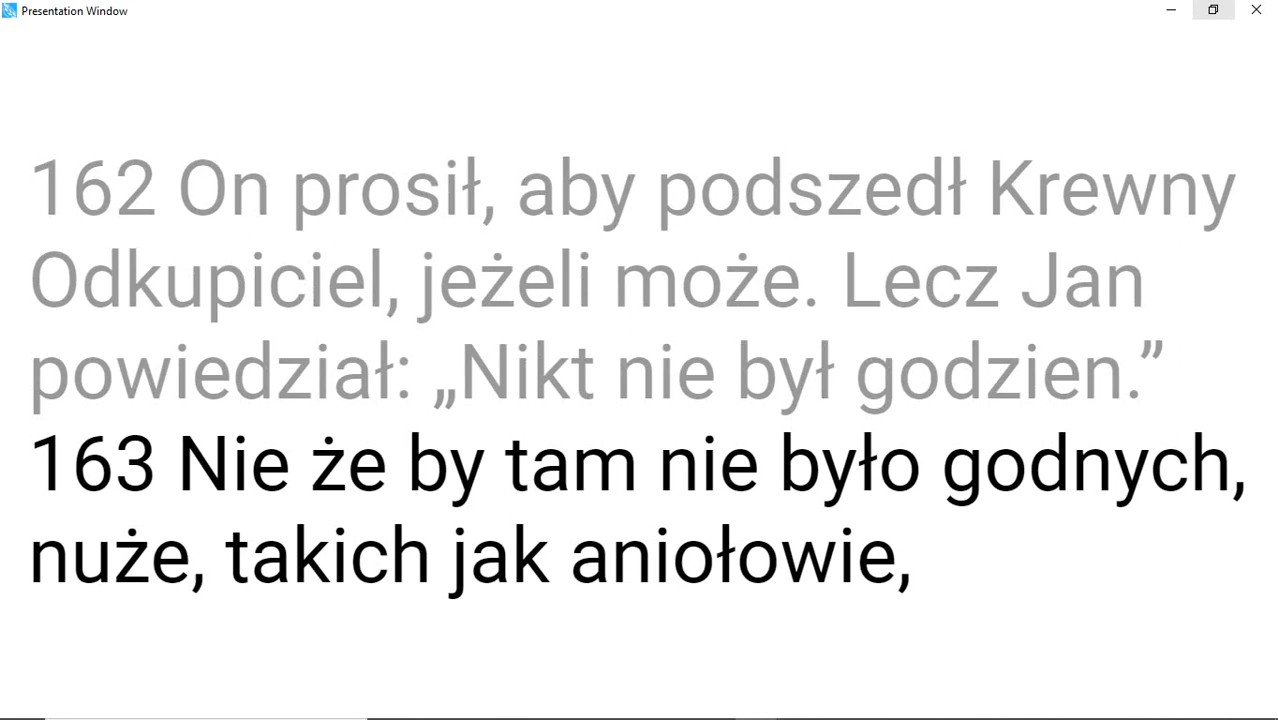 Presentation Window
162 On prosił, aby podszedł Krewny
Odkupiciel, jeżeli może. Lecz Jan
powiedział: „Nikt nie był godzien.”
163 Nie że by tam nie było godnych,
nuże, takich jak aniołowie,